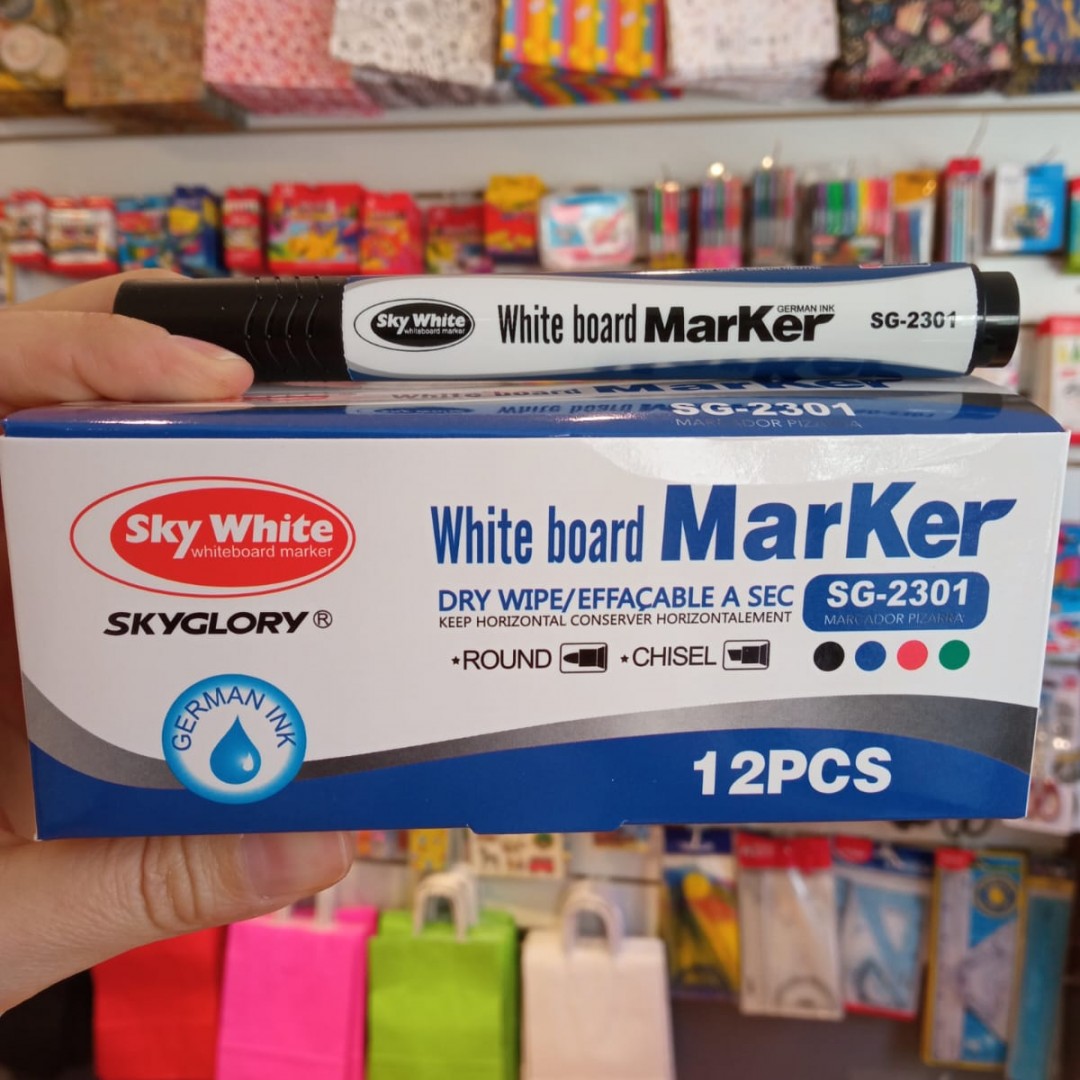 Sky White
whiteboard marker
White board MarKer
GERMAN INK
SG-2301
White board MarKer
SG-2301
Sky White
whiteboard marker
SKYGLORY®
White board MarKer
DRY WIPE/EFFAÇABLE A SEC
SG-2301
KEEP HORIZONTAL CONSERVER HORIZONTALEMENT
MARCADOR PIZARRA
★ROUND ★CHISEL
GERMAN INK
12PCS